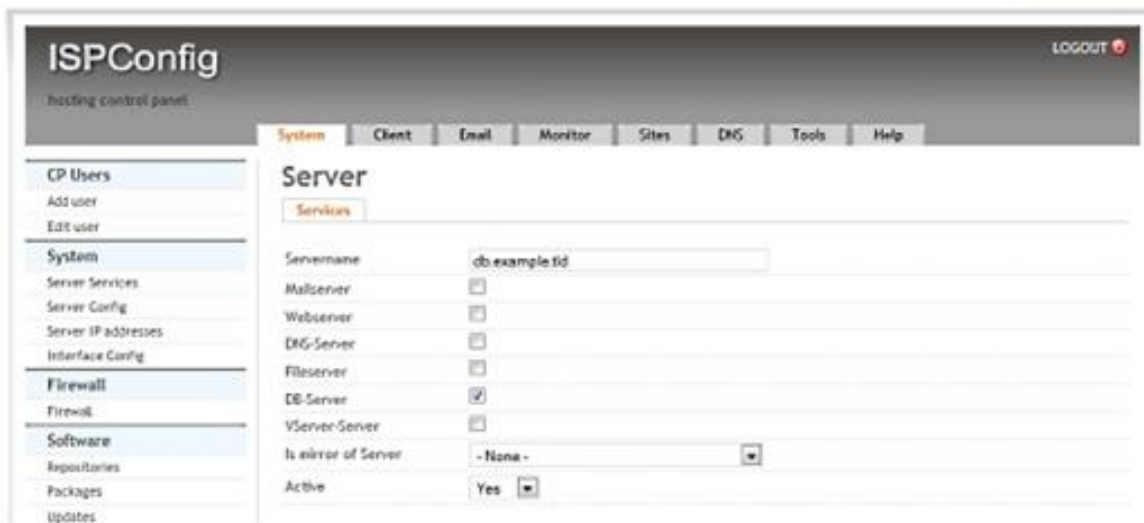 ISPConfig
LOGOUT
hosting control panel
System Client Email Monitor Sites DNS Tools Help
CP Users
Add user
Edit user
System
Server Services
Server Config
Server IP addresses
Interface Config
Firewall
Firewall
Software
Repositories
Packages
Updates
Server
Services
Servername db.example.tld
Mailserver
Webserver
DNS-Server
Fileserver
DB-Server
VServer-Server
Is mirror of Server - None -
Active Yes